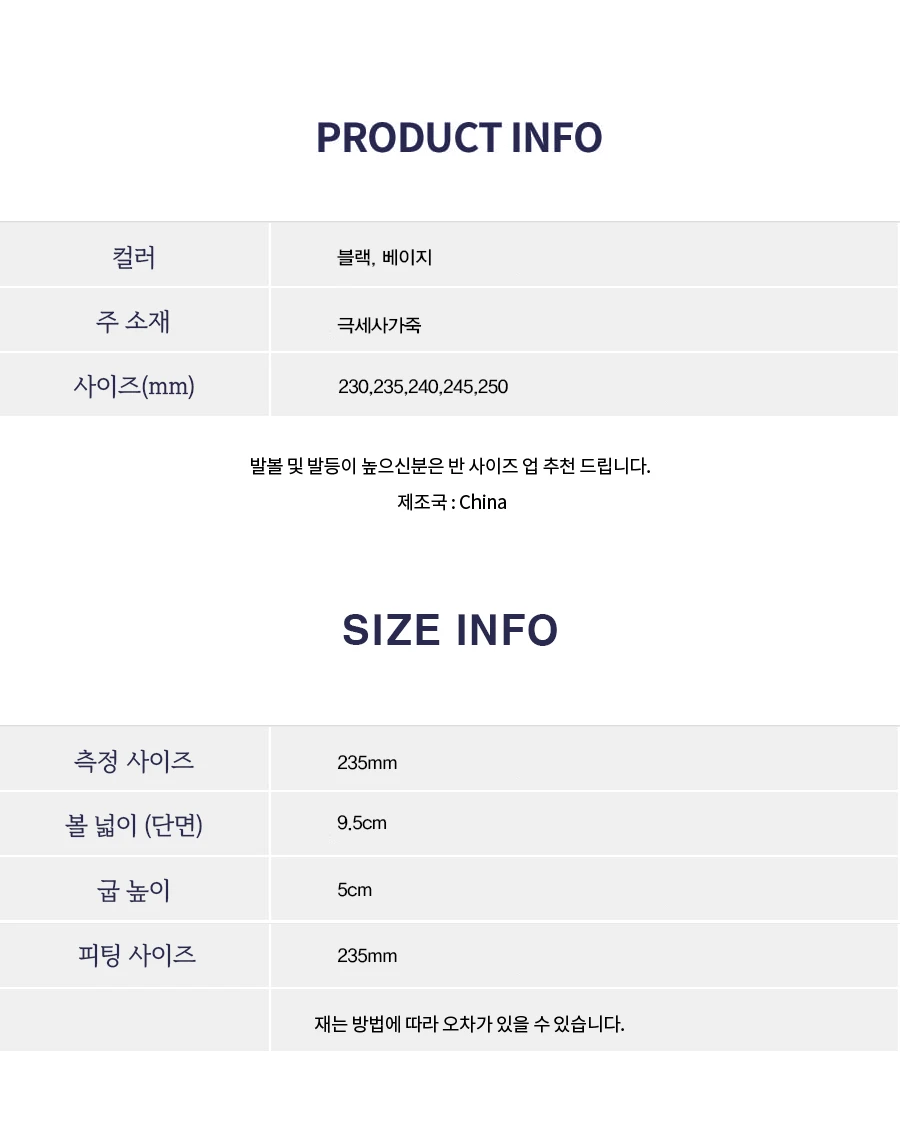 PRODUCT INFO
컬러 블랙, 베이지
주 소재 극세사가죽
사이즈(mm) 230,235,240,245,250
발볼 및 발등이 높으신분은 반 사이즈 업 추천 드립니다.
제조국 : China
SIZE INFO
측정 사이즈 235mm
볼 넓이 (단면) 9.5cm
굽 높이 5cm
피팅 사이즈 235mm
재는 방법에 따라 오차가 있을 수 있습니다.